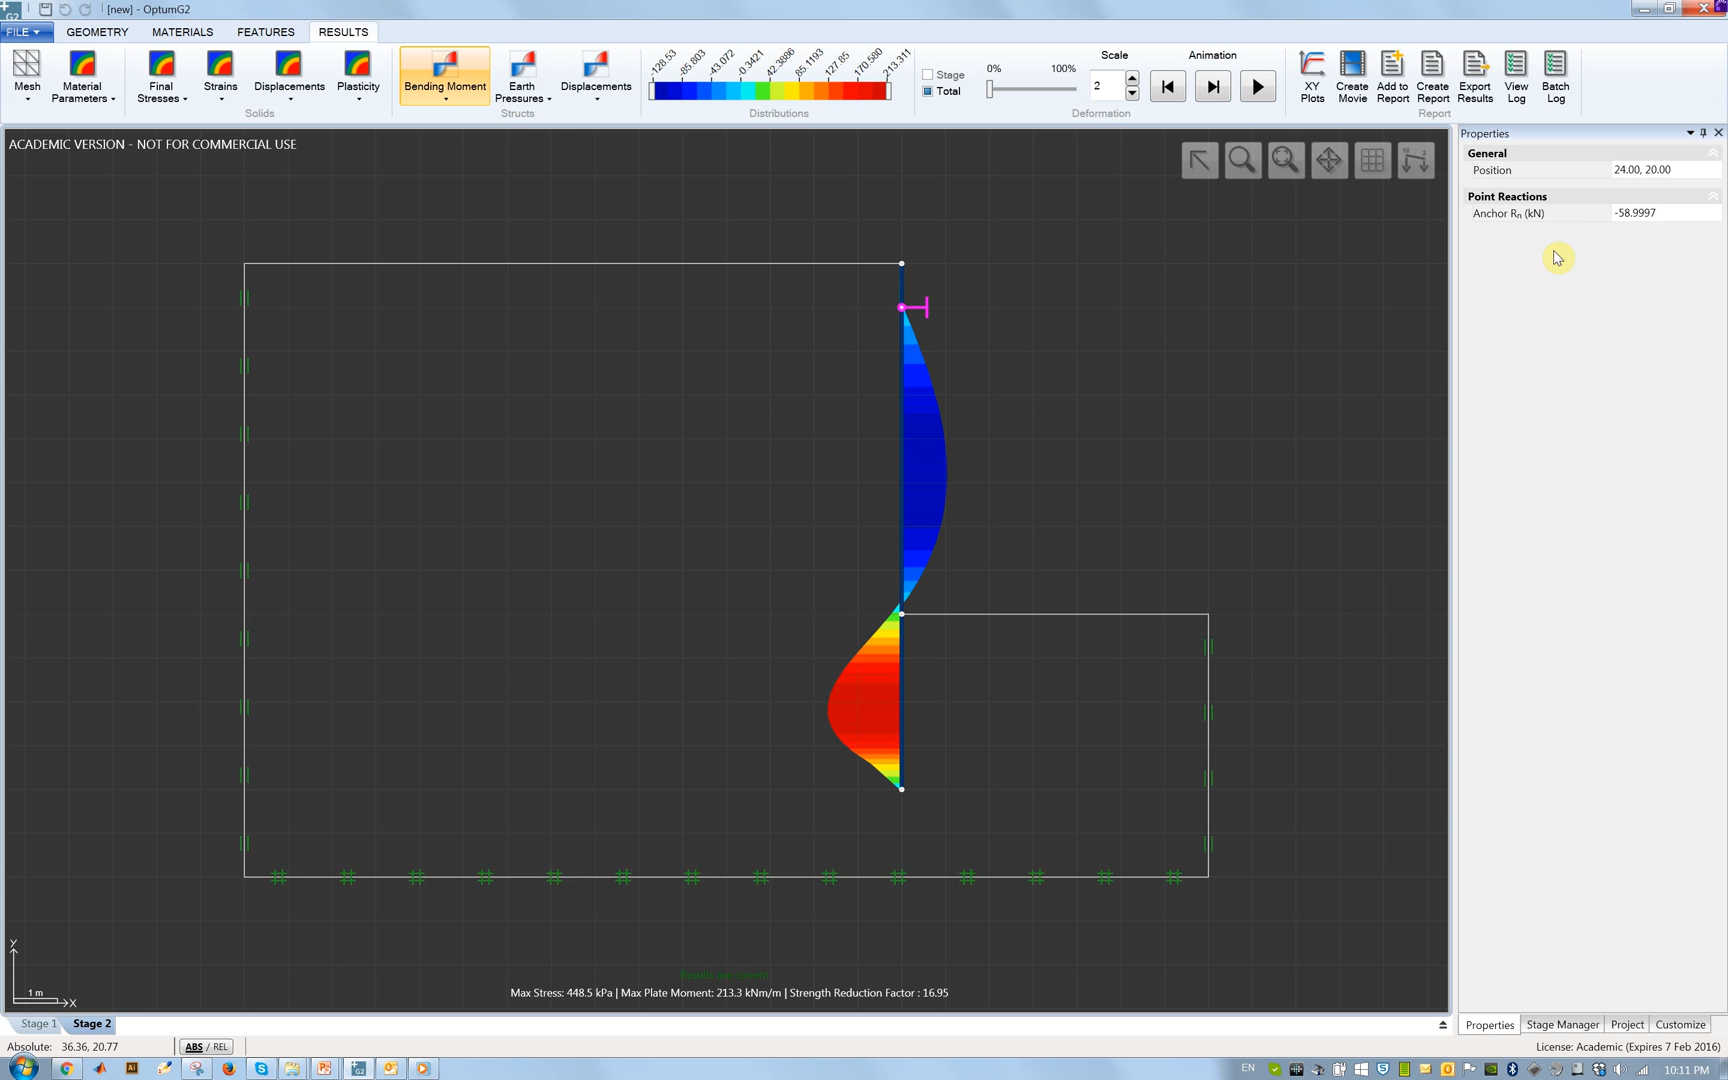 [new] - OptumG2
FILE GEOMETRY MATERIALS FEATURES RESULTS
Mesh
Material Parameters
Final Stresses
Strains
Displacements
Plasticity
Solids
Bending Moment
Earth Pressures
Displacements
Structs
-128.53 -85.803 -43.072 -0.3421 42.3886 85.1193 127.85 170.580 213.311
Distributions
Stage
Total
0% 100%
Scale
2
Animation
Deformation
XY Plots
Create Movie
Add to Report
Create Report
Export Results
View Log
Batch Log
Report
ACADEMIC VERSION - NOT FOR COMMERCIAL USE
Properties
General
Position 24.00, 20.00
Point Reactions
Anchor Rn (kN) -58.9997
Y
1 m
X
Results are current
Max Stress: 448.5 kPa | Max Plate Moment: 213.3 kNm/m | Strength Reduction Factor : 16.95
Stage 1 Stage 2
Properties Stage Manager Project Customize
Absolute: 36.36, 20.77 ABS / REL
License: Academic (Expires 7 Feb 2016)
EN 10:11 PM